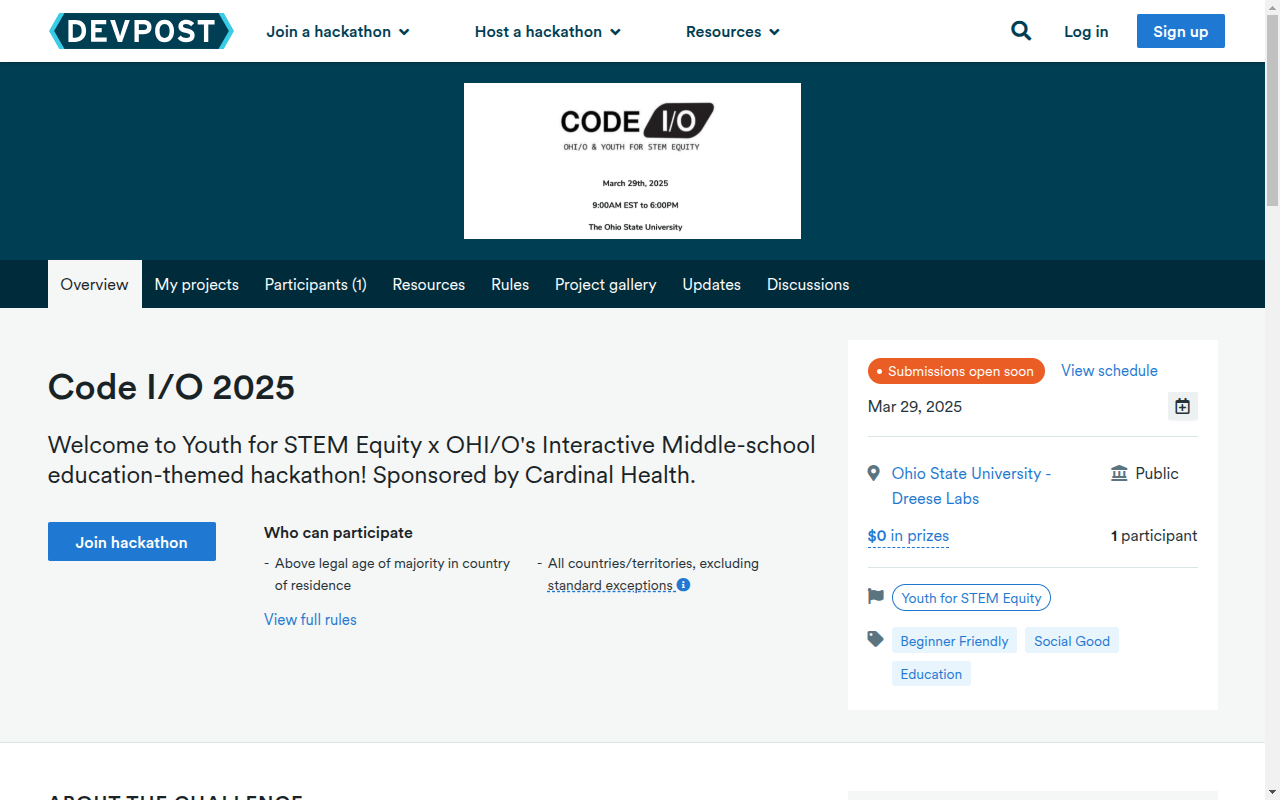 DEVPOST
Join a hackathon
Host a hackathon
Resources
Log in
Sign up
CODE I/O
OHI/O & YOUTH FOR STEM EQUITY
March 29th, 2025
9:00AM EST to 6:00PM
The Ohio State University
Overview
My projects
Participants (1)
Resources
Rules
Project gallery
Updates
Discussions
Code I/O 2025
Welcome to Youth for STEM Equity x OHI/O's Interactive Middle-school
education-themed hackathon! Sponsored by Cardinal Health.
Join hackathon
Who can participate
- Above legal age of majority in country
of residence
- All countries/territories, excluding
standard exceptions
View full rules
Submissions open soon
View schedule
Mar 29, 2025
Ohio State University -
Dreese Labs
Public
$0 in prizes
1 participant
Youth for STEM Equity
Beginner Friendly
Social Good
Education
ABOUT THE CHALLENGE